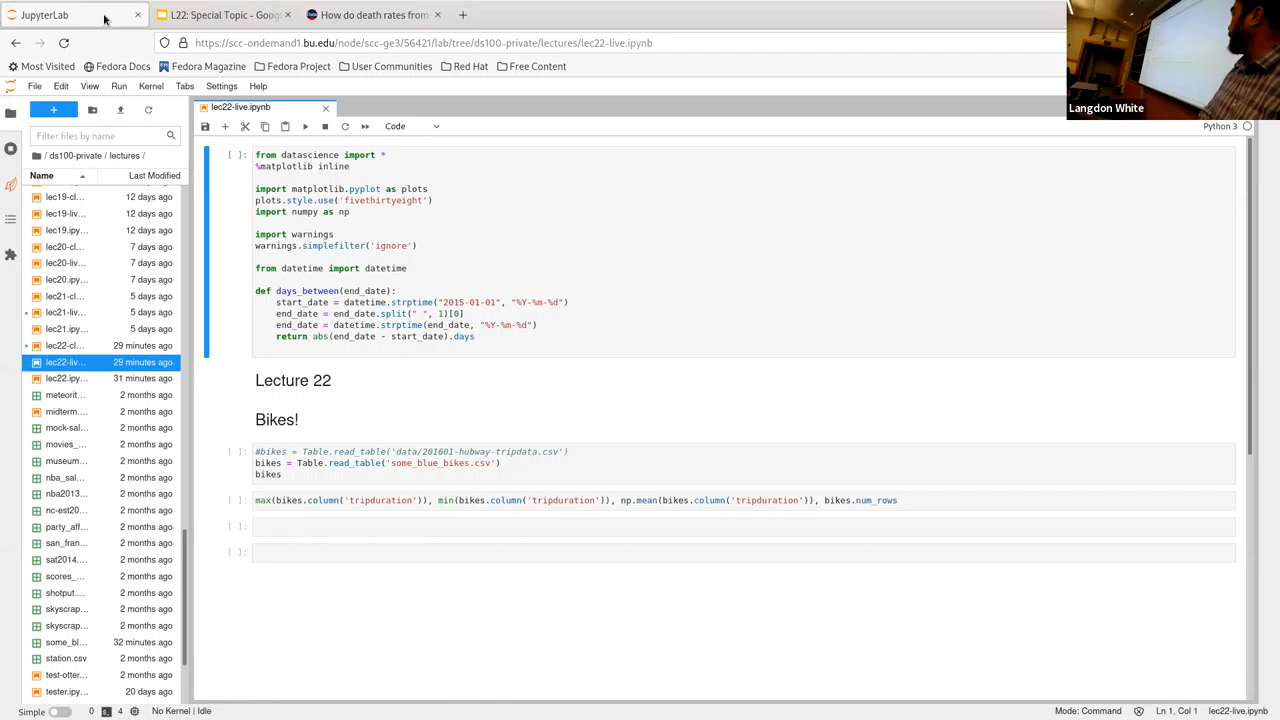 JupyterLab
L22: Special Topic - Goog
How do death rates from
https://scc-ondemand1.bu.edu/node/scc-ge3/56421/lab/tree/ds100-private/lectures/lec22-live.ipynb
Most Visited
Fedora Docs
Fedora Magazine
Fedora Project
User Communities
Red Hat
Free Content
Langdon White
File Edit View Run Kernel Tabs Settings Help
lec22-live.ipynb
Filter files by name
Code
Python 3
/ ds100-private / lectures /
Name Last Modified
lec19-cl... 12 days ago
lec19-liv... 12 days ago
lec19.ipy... 12 days ago
lec20-cl... 7 days ago
lec20-liv... 7 days ago
lec20.ipy... 7 days ago
lec21-cl... 5 days ago
lec21-liv... 5 days ago
lec21.ipy... 5 days ago
lec22-cl... 29 minutes ago
lec22-liv... 29 minutes ago
lec22.ipy... 31 minutes ago
meteorit... 2 months ago
midterm.... 2 months ago
mock-sal... 2 months ago
movies_... 2 months ago
museum... 2 months ago
nba_sal... 2 months ago
nba2013... 2 months ago
nc-est20... 2 months ago
party_aff... 2 months ago
san_fran... 2 months ago
sat2014.... 2 months ago
scores_... 2 months ago
shotput.... 2 months ago
skyscrap... 2 months ago
skyscrap... 2 months ago
some_bl... 32 minutes ago
station.csv 2 months ago
test-otter... 2 months ago
tester.ipy... 20 days ago
[ ]: from datascience import *
%matplotlib inline
import matplotlib.pyplot as plots
plots.style.use('fivethirtyeight')
import numpy as np
import warnings
warnings.simplefilter('ignore')
from datetime import datetime
def days_between(end_date):
start_date = datetime.strptime("2015-01-01", "%Y-%m-%d")
end_date = end_date.split(" ", 1)[0]
end_date = datetime.strptime(end_date, "%Y-%m-%d")
return abs(end_date - start_date).days
Lecture 22
Bikes!
[ ]: #bikes = Table.read_table('data/201601-hubway-tripdata.csv')
bikes = Table.read_table('some_blue_bikes.csv')
bikes
[ ]: max(bikes.column('tripduration')), min(bikes.column('tripduration')), np.mean(bikes.column('tripduration')), bikes.num_rows
[ ]:
[ ]:
Simple 0 4 No Kernel | Idle
Mode: Command Ln 1, Col 1 lec22-live.ipynb